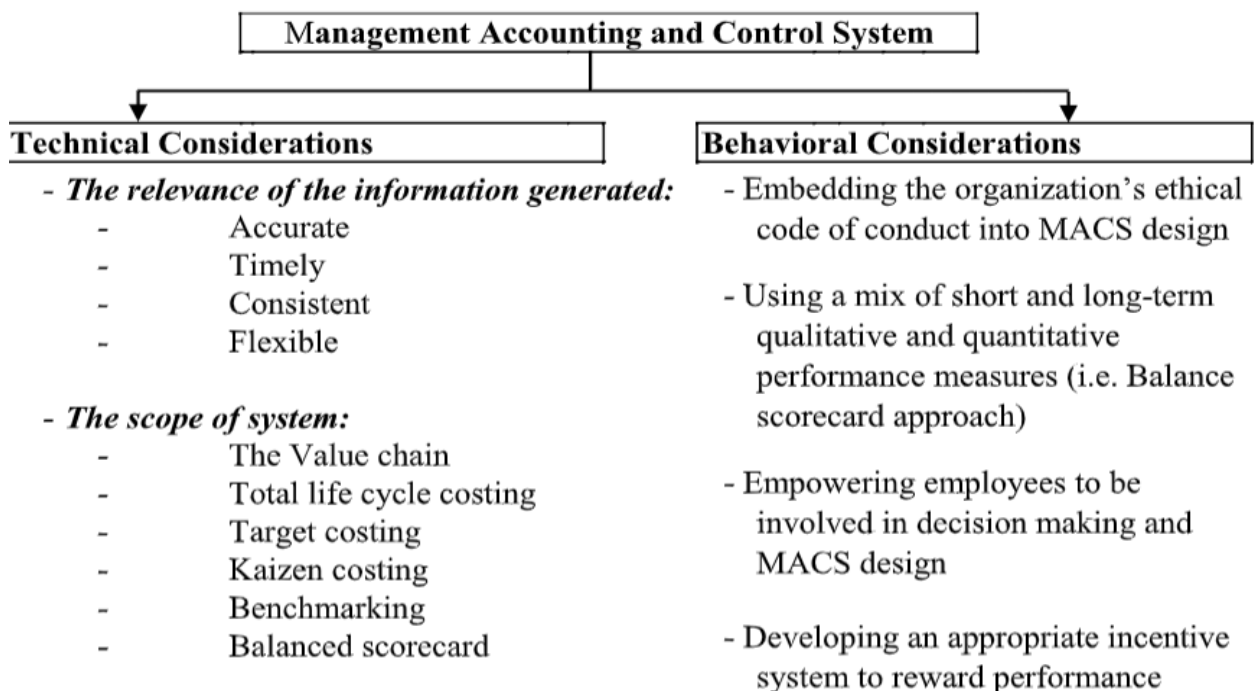 Management Accounting and Control System
Technical Considerations
- The relevance of the information generated:
- Accurate
- Timely
- Consistent
- Flexible
- The scope of system:
- The Value chain
- Total life cycle costing
- Target costing
- Kaizen costing
- Benchmarking
- Balanced scorecard
Behavioral Considerations
- Embedding the organization’s ethical
code of conduct into MACS design
- Using a mix of short and long-term
qualitative and quantitative
performance measures (i.e. Balance
scorecard approach)
- Empowering employees to be
involved in decision making and
MACS design
- Developing an appropriate incentive
system to reward performance